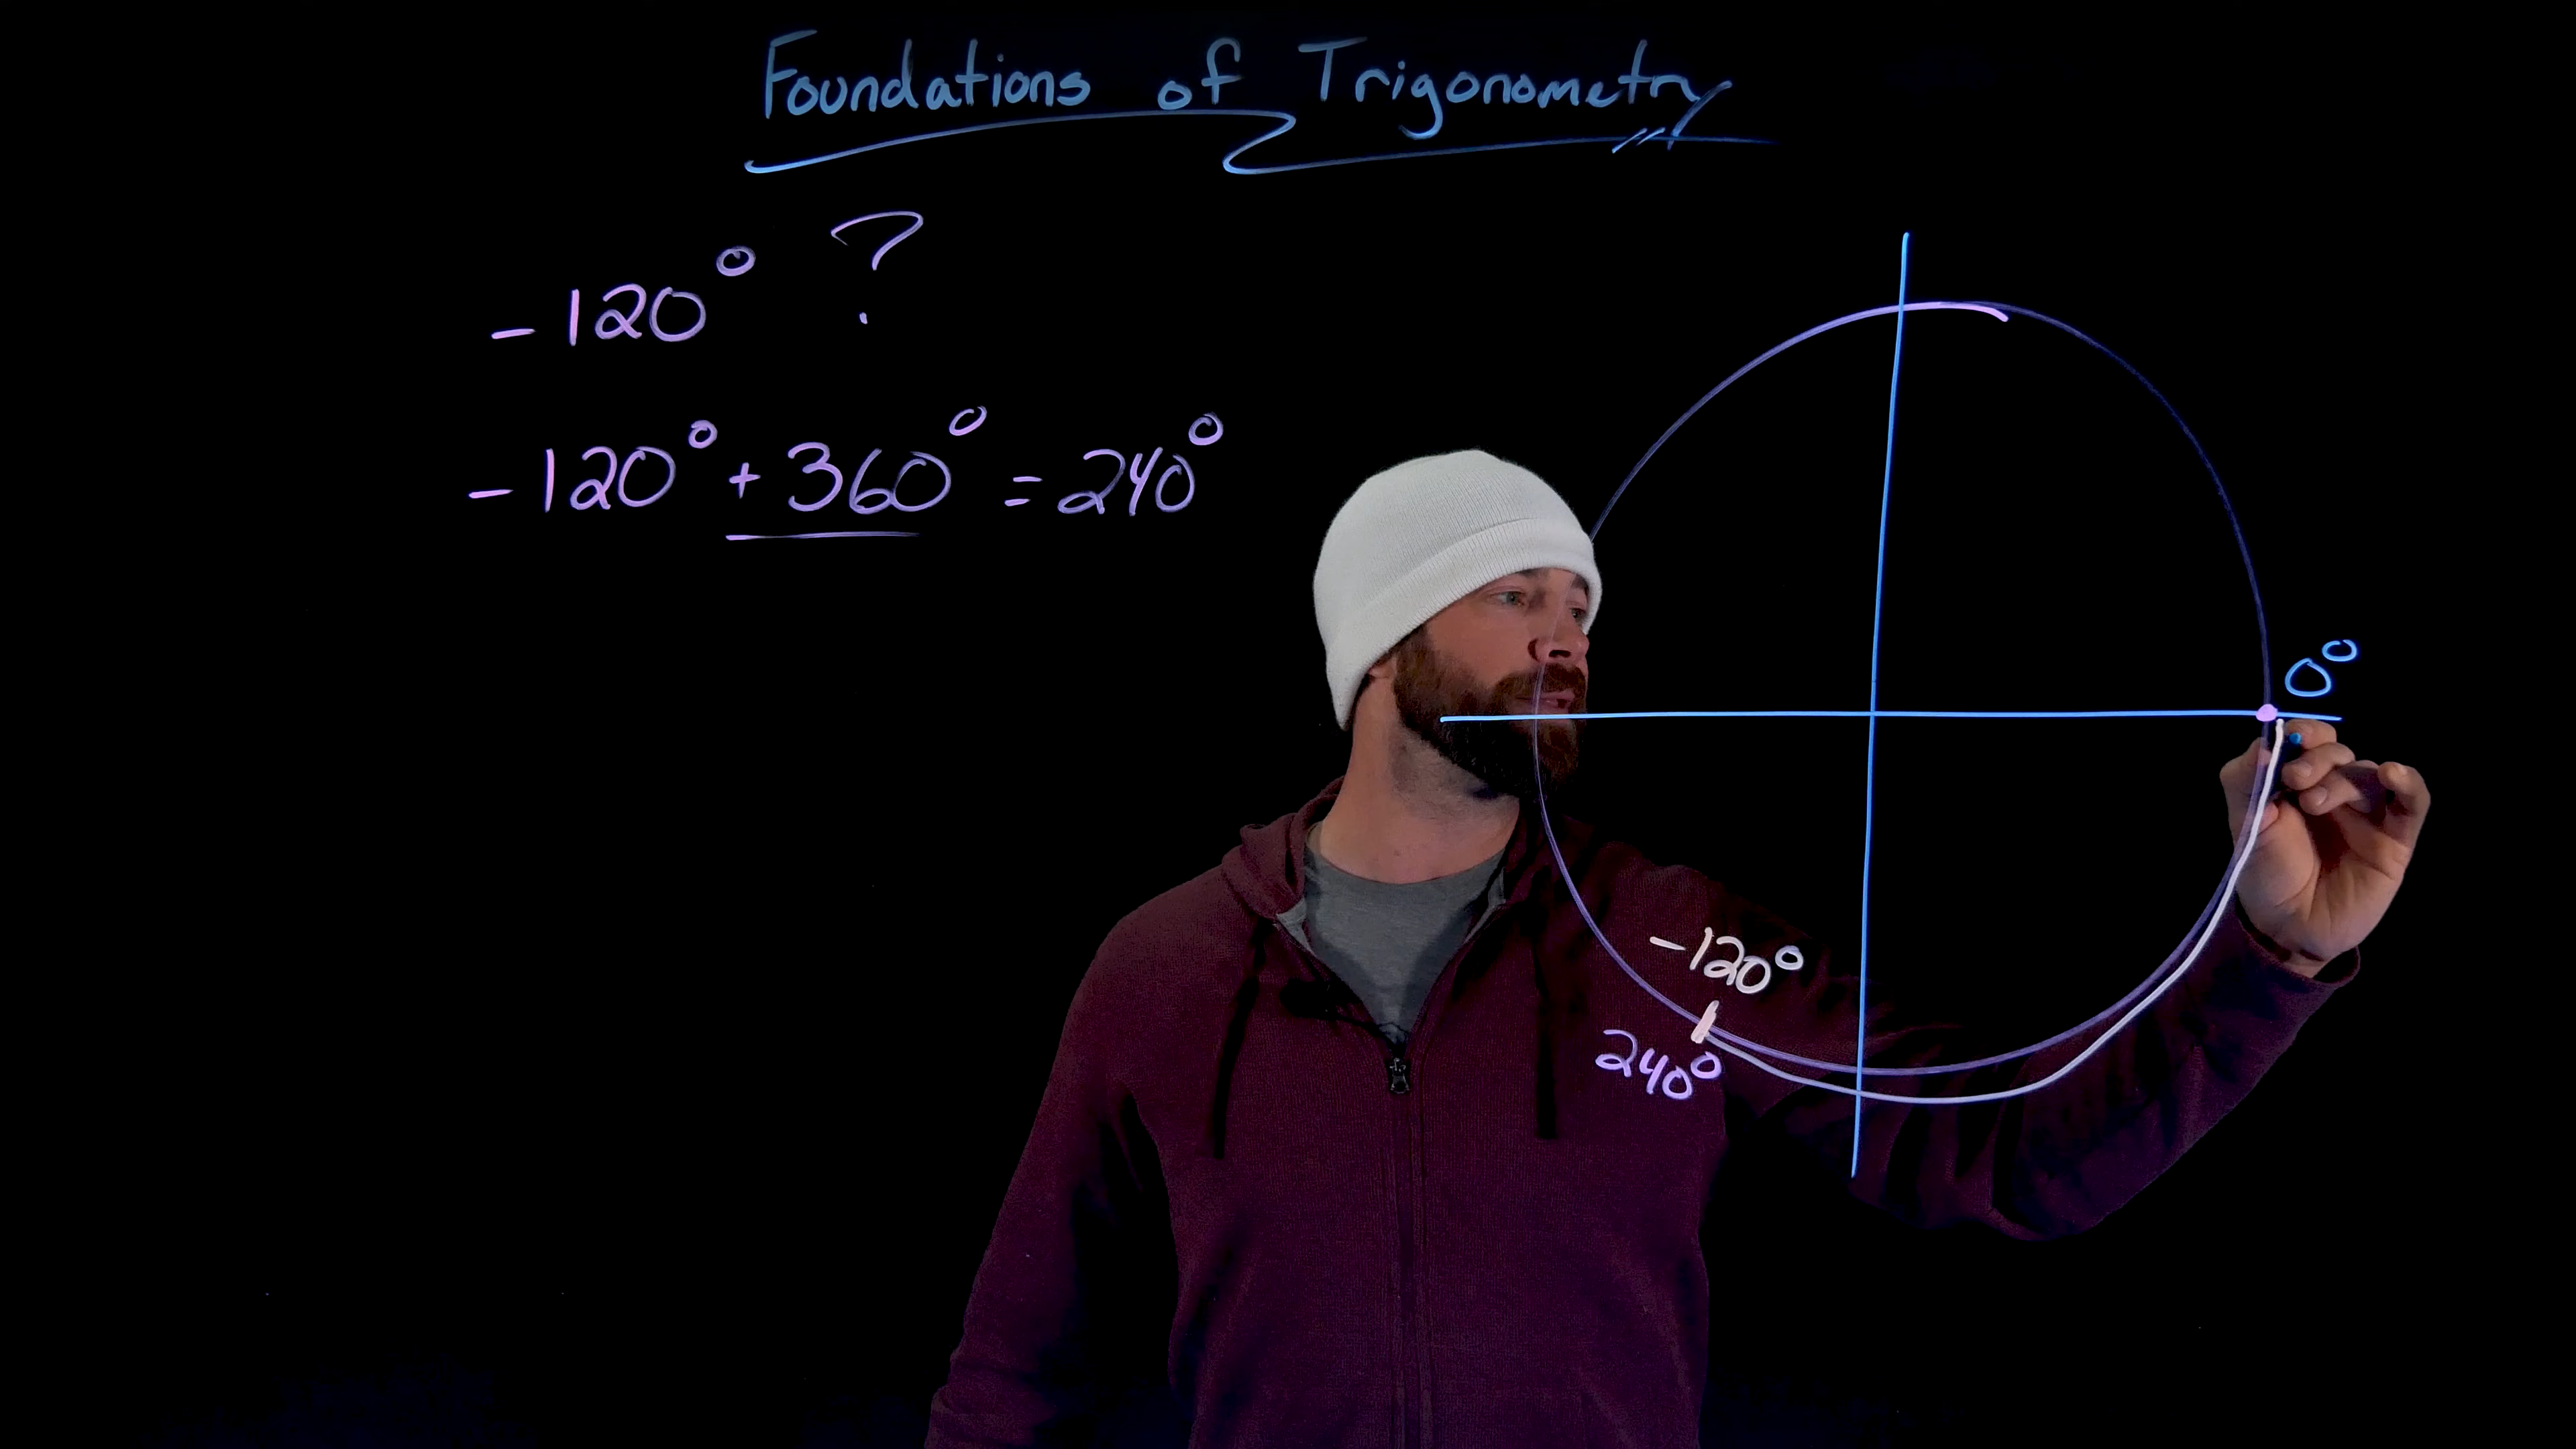 Foundations of Trigonometry
-120° ?
-120° + 360° = 240°
0°
-120°
240°